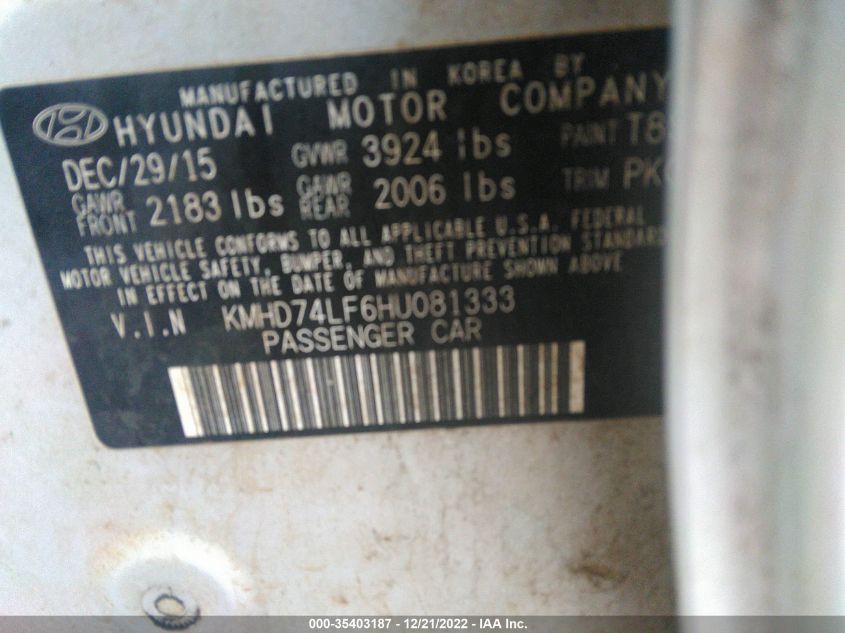 MANUFACTURED IN KOREA BY
HYUNDAI MOTOR COMPANY
DEC/29/15 GVWR 3924 lbs PAINT T8
GAWR FRONT 2183 lbs GAWR REAR 2006 lbs TRIM PK
THIS VEHICLE CONFORMS TO ALL APPLICABLE U.S.A. FEDERAL
MOTOR VEHICLE SAFETY, BUMPER, AND THEFT PREVENTION STANDARD
IN EFFECT ON THE DATE OF MANUFACTURE SHOWN ABOVE
V.I.N KMHD74LF6HU081333
PASSENGER CAR
000-35403187 - 12/21/2022 - IAA Inc.